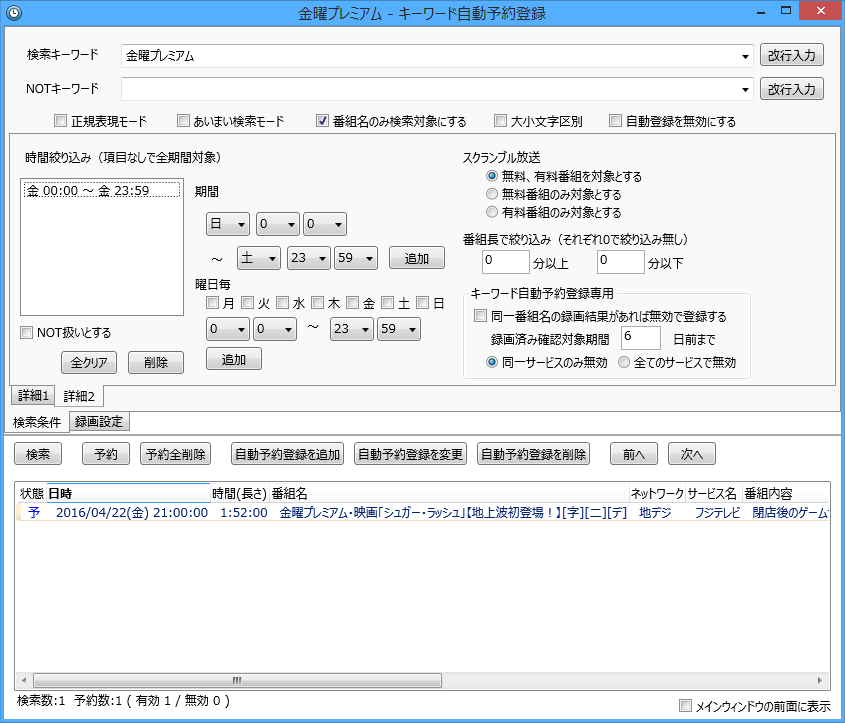 金曜プレミアム - キーワード自動予約登録
検索キーワード 金曜プレミアム 改行入力
NOTキーワード 改行入力
正規表現モード あいまい検索モード 番組名のみ検索対象にする 大小文字区別 自動登録を無効にする
時間絞り込み（項目なしで全期間対象）
金 00:00 ～ 金 23:59
期間
日 0 0
～ 土 23 59 追加
曜日毎
月 火 水 木 金 土 日
0 0 ～ 23 59
追加
NOT扱いとする
全クリア 削除
スクランブル放送
無料、有料番組を対象とする
無料番組のみ対象とする
有料番組のみ対象とする
番組長で絞り込み（それぞれ0で絞り込み無し）
0 分以上 0 分以下
キーワード自動予約登録専用
同一番組名の録画結果があれば無効で登録する
録画済み確認対象期間 6 日前まで
同一サービスのみ無効 全てのサービスで無効
詳細1 詳細2
検索条件 録画設定
検索 予約 予約全削除 自動予約登録を追加 自動予約登録を変更 自動予約登録を削除 前へ 次へ
状態 日時 時間(長さ) 番組名 ネットワーク サービス名 番組内容
予 2016/04/22(金) 21:00:00 1:52:00 金曜プレミアム・映画「シュガー・ラッシュ」【地上波初登場！】[字][二][デ] 地デジ フジテレビ 閉店後のゲーム
検索数:1 予約数:1 ( 有効 1 / 無効 0 )
メインウィンドウの前面に表示